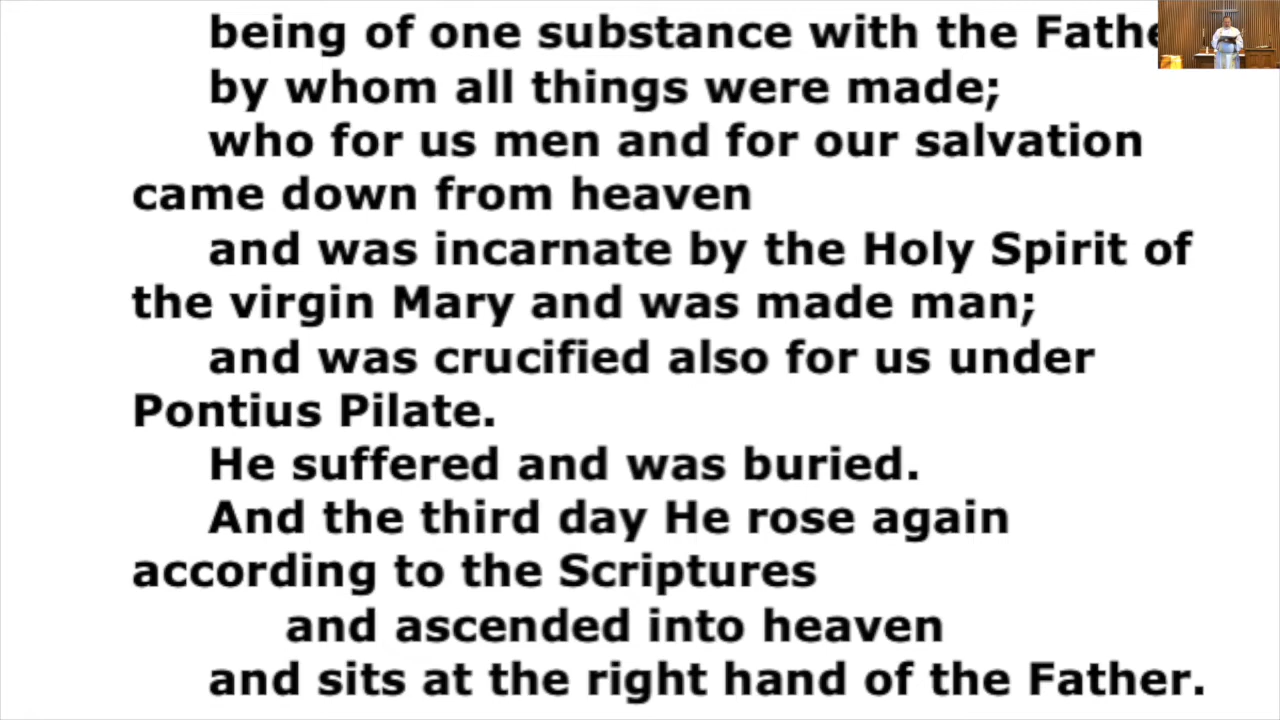 being of one substance with the Fathe
by whom all things were made;
who for us men and for our salvation
came down from heaven
and was incarnate by the Holy Spirit of
the virgin Mary and was made man;
and was crucified also for us under
Pontius Pilate.
He suffered and was buried.
And the third day He rose again
according to the Scriptures
and ascended into heaven
and sits at the right hand of the Father.